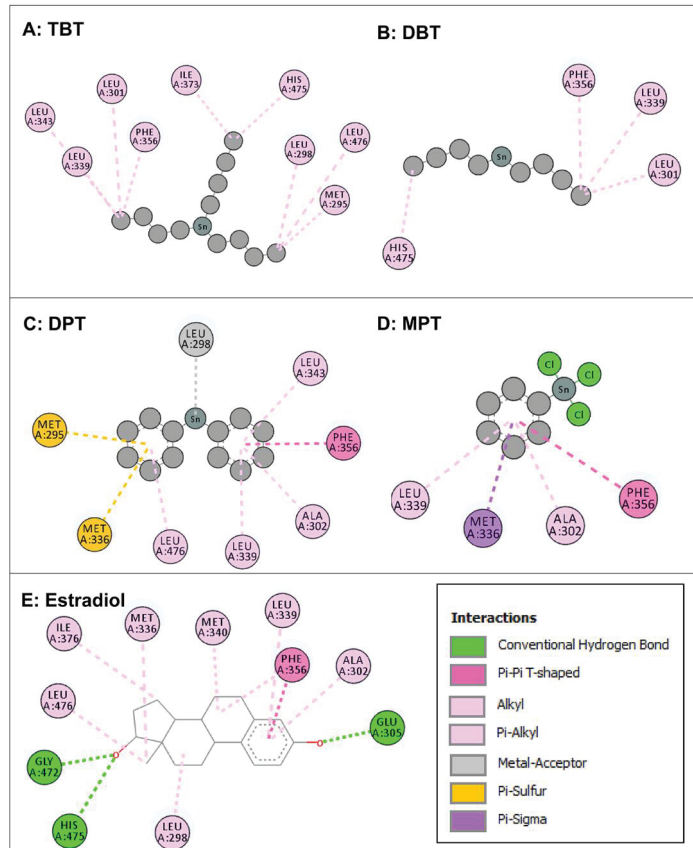 A: TBT
LEU
A:343
LEU
A:301
LEU
A:339
PHE
A:356
ILE
A:373
HIS
A:475
LEU
A:298
LEU
A:476
MET
A:295
Sn
B: DBT
PHE
A:356
LEU
A:339
LEU
A:301
Sn
HIS
A:475
C: DPT
LEU
A:298
LEU
A:343
Sn
MET
A:295
PHE
A:356
MET
A:336
LEU
A:476
LEU
A:339
ALA
A:302
D: MPT
Cl
Sn
Cl
Cl
LEU
A:339
MET
A:336
ALA
A:302
PHE
A:356
E: Estradiol
ILE
A:376
MET
A:336
MET
A:340
LEU
A:339
PHE
A:356
ALA
A:302
LEU
A:476
GLU
A:305
GLY
A:472
O
O
HIS
A:475
LEU
A:298
Interactions
Conventional Hydrogen Bond
Pi-Pi T-shaped
Alkyl
Pi-Alkyl
Metal-Acceptor
Pi-Sulfur
Pi-Sigma